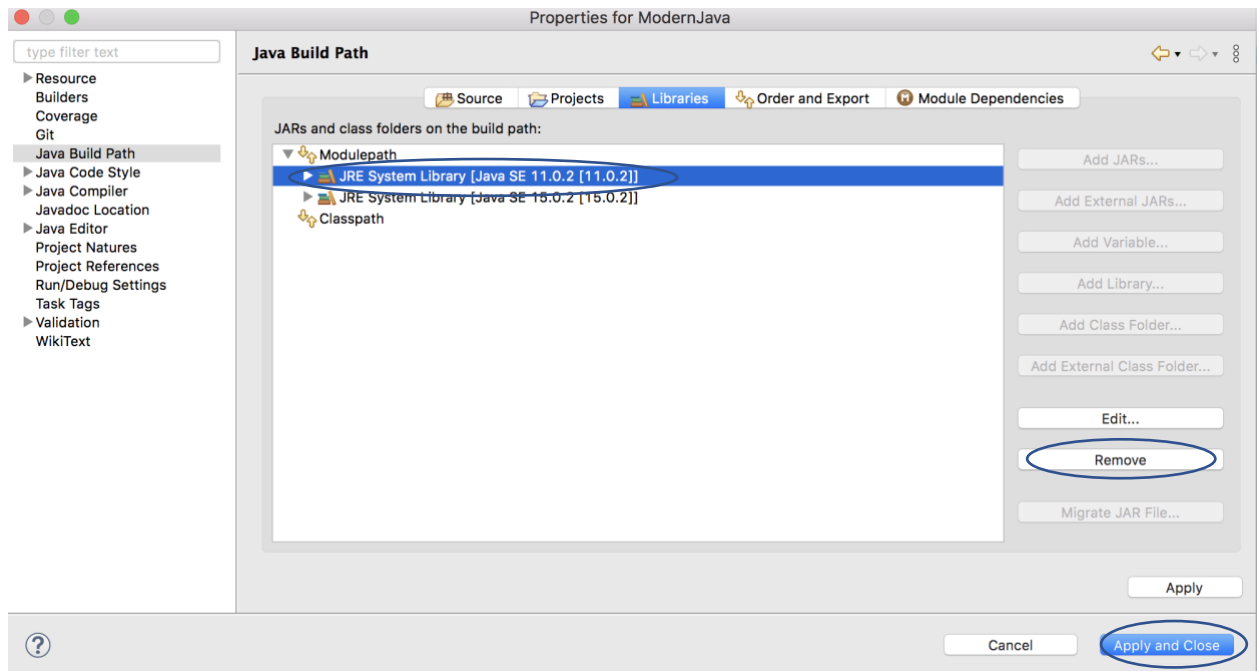 Properties for ModernJava
type filter text
Resource
Builders
Coverage
Git
Java Build Path
Java Code Style
Java Compiler
Javadoc Location
Java Editor
Project Natures
Project References
Run/Debug Settings
Task Tags
Validation
WikiText
Java Build Path
Source Projects Libraries Order and Export Module Dependencies
JARs and class folders on the build path:
Modulepath
JRE System Library [Java SE 11.0.2 [11.0.2]]
JRE System Library [Java SE 15.0.2 [15.0.2]]
Classpath
Add JARs...
Add External JARs...
Add Variable...
Add Library...
Add Class Folder...
Add External Class Folder...
Edit...
Remove
Migrate JAR File...
Apply
?
Cancel Apply and Close